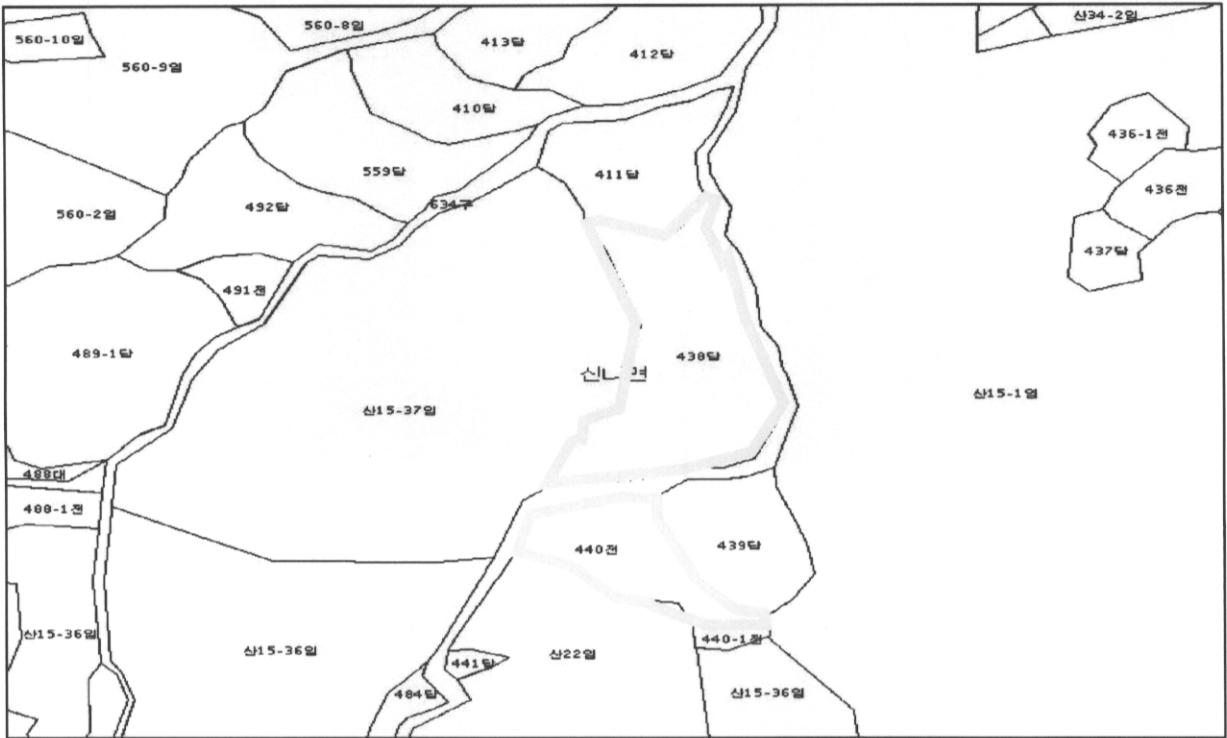 560-8임
산34-2임
560-10임
413답
412답
560-9임
410답
436-1전
559답
411답
436전
634구
492답
560-2임
437답
491전
489-1답
438답
산15-37임
산15-1임
488대
488-1전
440전
439답
산15-36임
440-1전
산15-36임
산22임
441답
484답
산15-36임